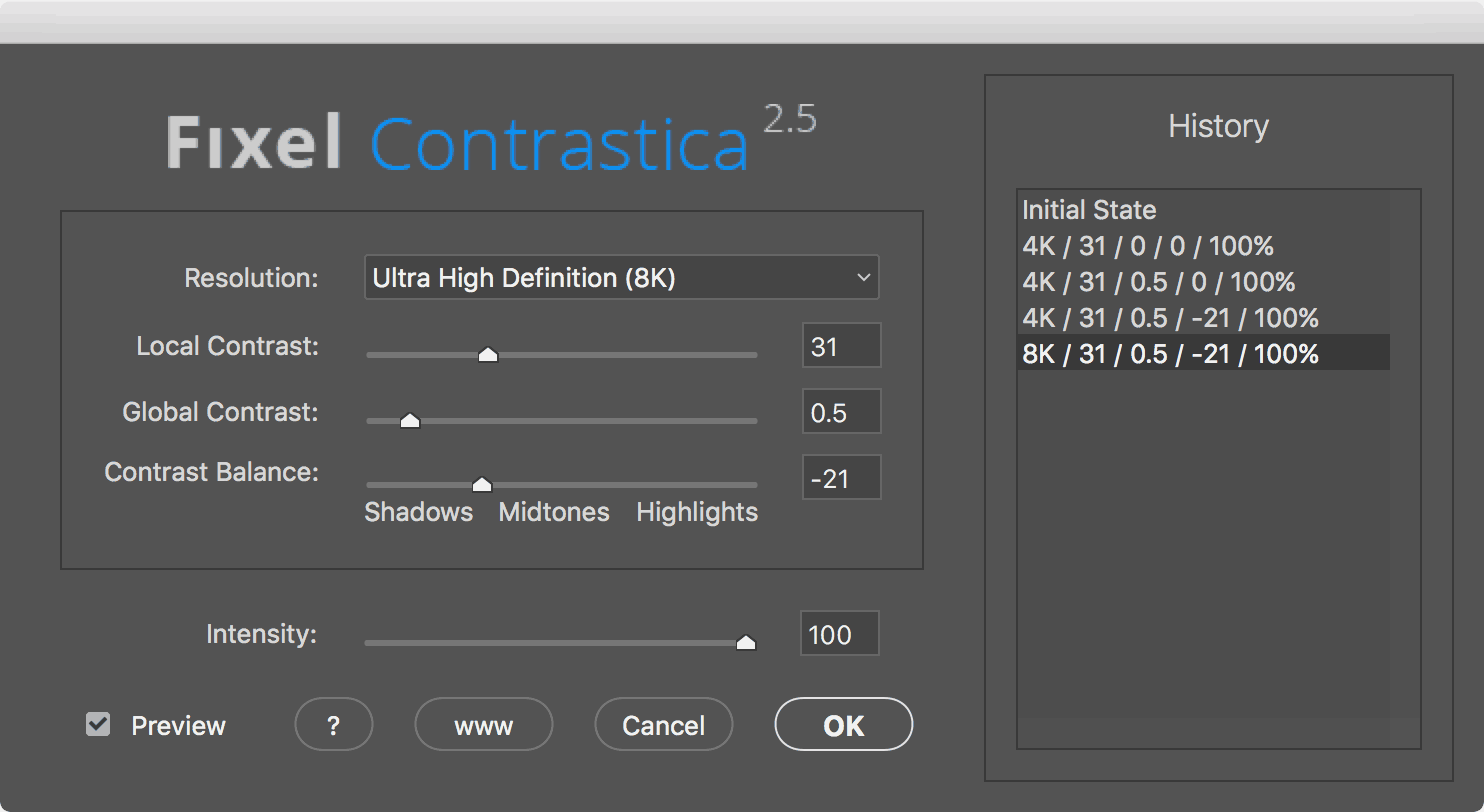 Fixel Contrastica 2.5
Resolution: Ultra High Definition (8K)
Local Contrast: 31
Global Contrast: 0.5
Contrast Balance: -21
Shadows Midtones Highlights
Intensity: 100
Preview ? www Cancel OK
History
Initial State
4K / 31 / 0 / 0 / 100%
4K / 31 / 0.5 / 0 / 100%
4K / 31 / 0.5 / -21 / 100%
8K / 31 / 0.5 / -21 / 100%